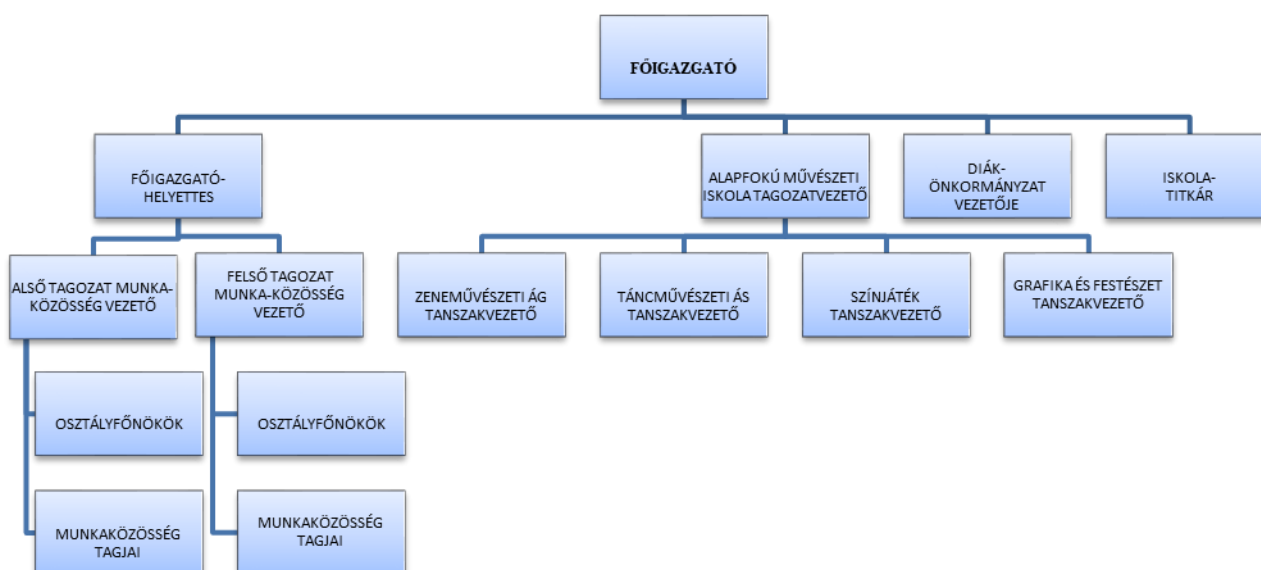 FŐIGAZGATÓ
FŐIGAZGATÓ-
HELYETTES
ALAPFOKÚ MŰVÉSZETI
ISKOLA TAGOZATVEZETŐ
DIÁK-
ÖNKORMÁNYZAT
VEZETŐJE
ISKOLA-
TITKÁR
ALSŐ TAGOZAT MUNKA-
KÖZÖSSÉG VEZETŐ
FELSŐ TAGOZAT
MUNKA-KÖZÖSSÉG
VEZETŐ
ZENEMŰVÉSZETI ÁG
TANSZAKVEZETŐ
TÁNCMŰVÉSZETI ÁS
TANSZAKVEZETŐ
SZÍNJÁTÉK
TANSZAKVEZETŐ
GRAFIKA ÉS FESTÉSZET
TANSZAKVEZETŐ
OSZTÁLYFŐNÖKÖK
OSZTÁLYFŐNÖKÖK
MUNKAKÖZÖSSÉG
TAGJAI
MUNKAKÖZÖSSÉG
TAGJAI